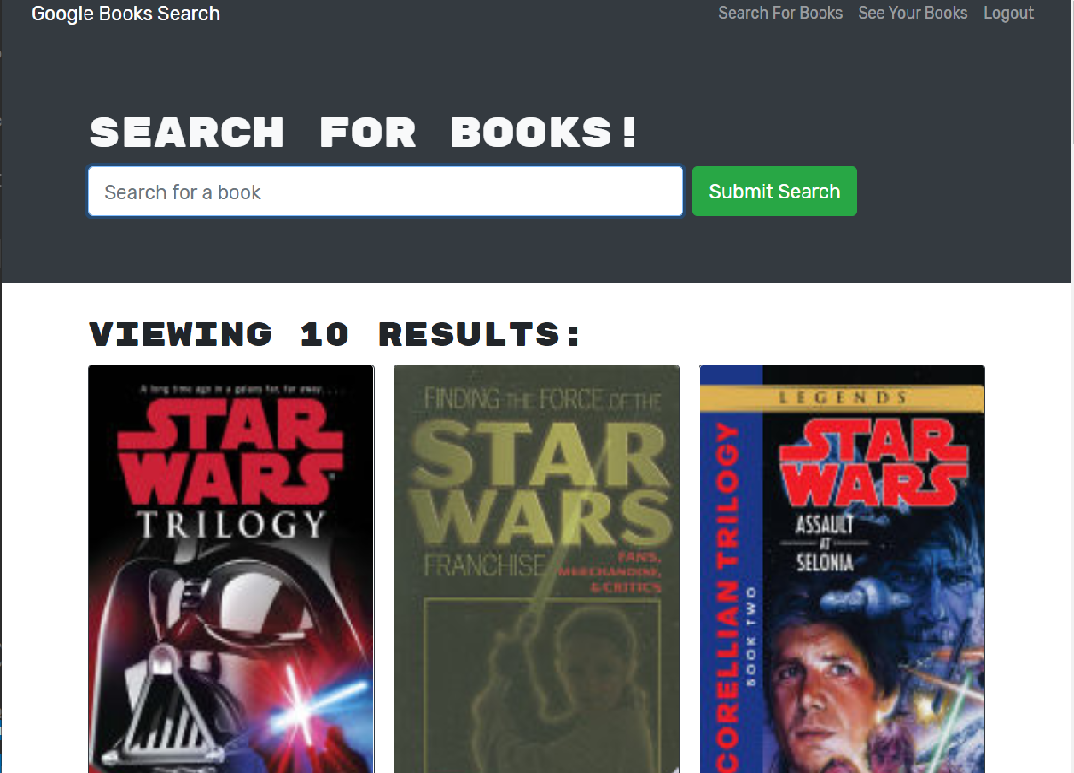 Google Books Search
Search For Books See Your Books Logout
SEARCH FOR BOOKS!
Search for a book
Submit Search
VIEWING 10 RESULTS:
A long time ago in a galaxy far, far away....
STAR
WARS
TRILOGY
FINDING THE FORCE OF THE
STAR
WARS
FRANCHISE
FANS,
MERCHANDISE,
& CRITICS
LEGENDS
CORELLIAN TRILOGY
BOOK TWO
STAR
WARS
ASSAULT
AT
SELONIA